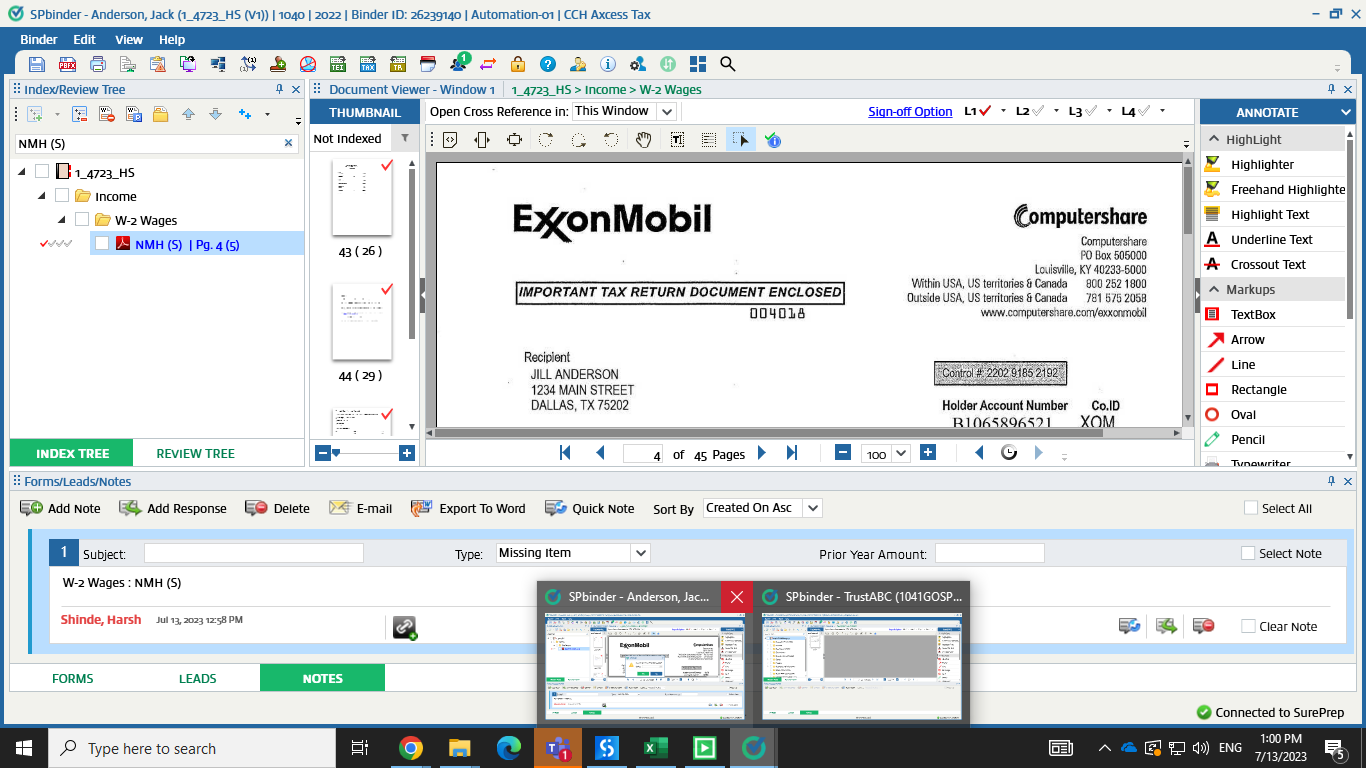 SPbinder - Anderson, Jack (1_4723_HS (V1)) | 1040 | 2022 | Binder ID: 26239140 | Automation-01 | CCH Axcess Tax
Binder Edit View Help
TEI TAX TR 1
Index/Review Tree
NMH (S)
1_4723_HS
Income
W-2 Wages
NMH (S) | Pg. 4 (5)
INDEX TREE REVIEW TREE
Document Viewer - Window 1 1_4723_HS > Income > W-2 Wages
THUMBNAIL
Not Indexed
43 ( 26 )
44 ( 29 )
Open Cross Reference in: This Window
Sign-off Option L1 L2 L3 L4
ExxonMobil
Computershare
Computershare
PO Box 505000
Louisville, KY 40233-5000
Within USA, US territories & Canada 800 252 1800
Outside USA, US territories & Canada 781 575 2058
www.computershare.com/exxonmobil
IMPORTANT TAX RETURN DOCUMENT ENCLOSED
004018
Recipient
JILL ANDERSON
1234 MAIN STREET
DALLAS, TX 75202
Control #: 2202 9185 2192
Holder Account Number Co.ID
B1065896521 XOM
4 of 45 Pages 100
ANNOTATE
HighLight
Highlighter
Freehand Highlighte
Highlight Text
Underline Text
Crossout Text
Markups
TextBox
Arrow
Line
Rectangle
Oval
Pencil
Typewriter
Forms/Leads/Notes
Add Note Add Response Delete E-mail Export To Word Quick Note Sort By Created On Asc Select All
1 Subject: Type: Missing Item Prior Year Amount: Select Note
W-2 Wages : NMH (S)
Shinde, Harsh Jul 13, 2023 12:58 PM Clear Note
FORMS LEADS NOTES
SPbinder - Anderson, Jac...
SPbinder - TrustABC (1041GOSP...
Connected to SurePrep
Type here to search
1
ENG
1:00 PM
7/13/2023
5